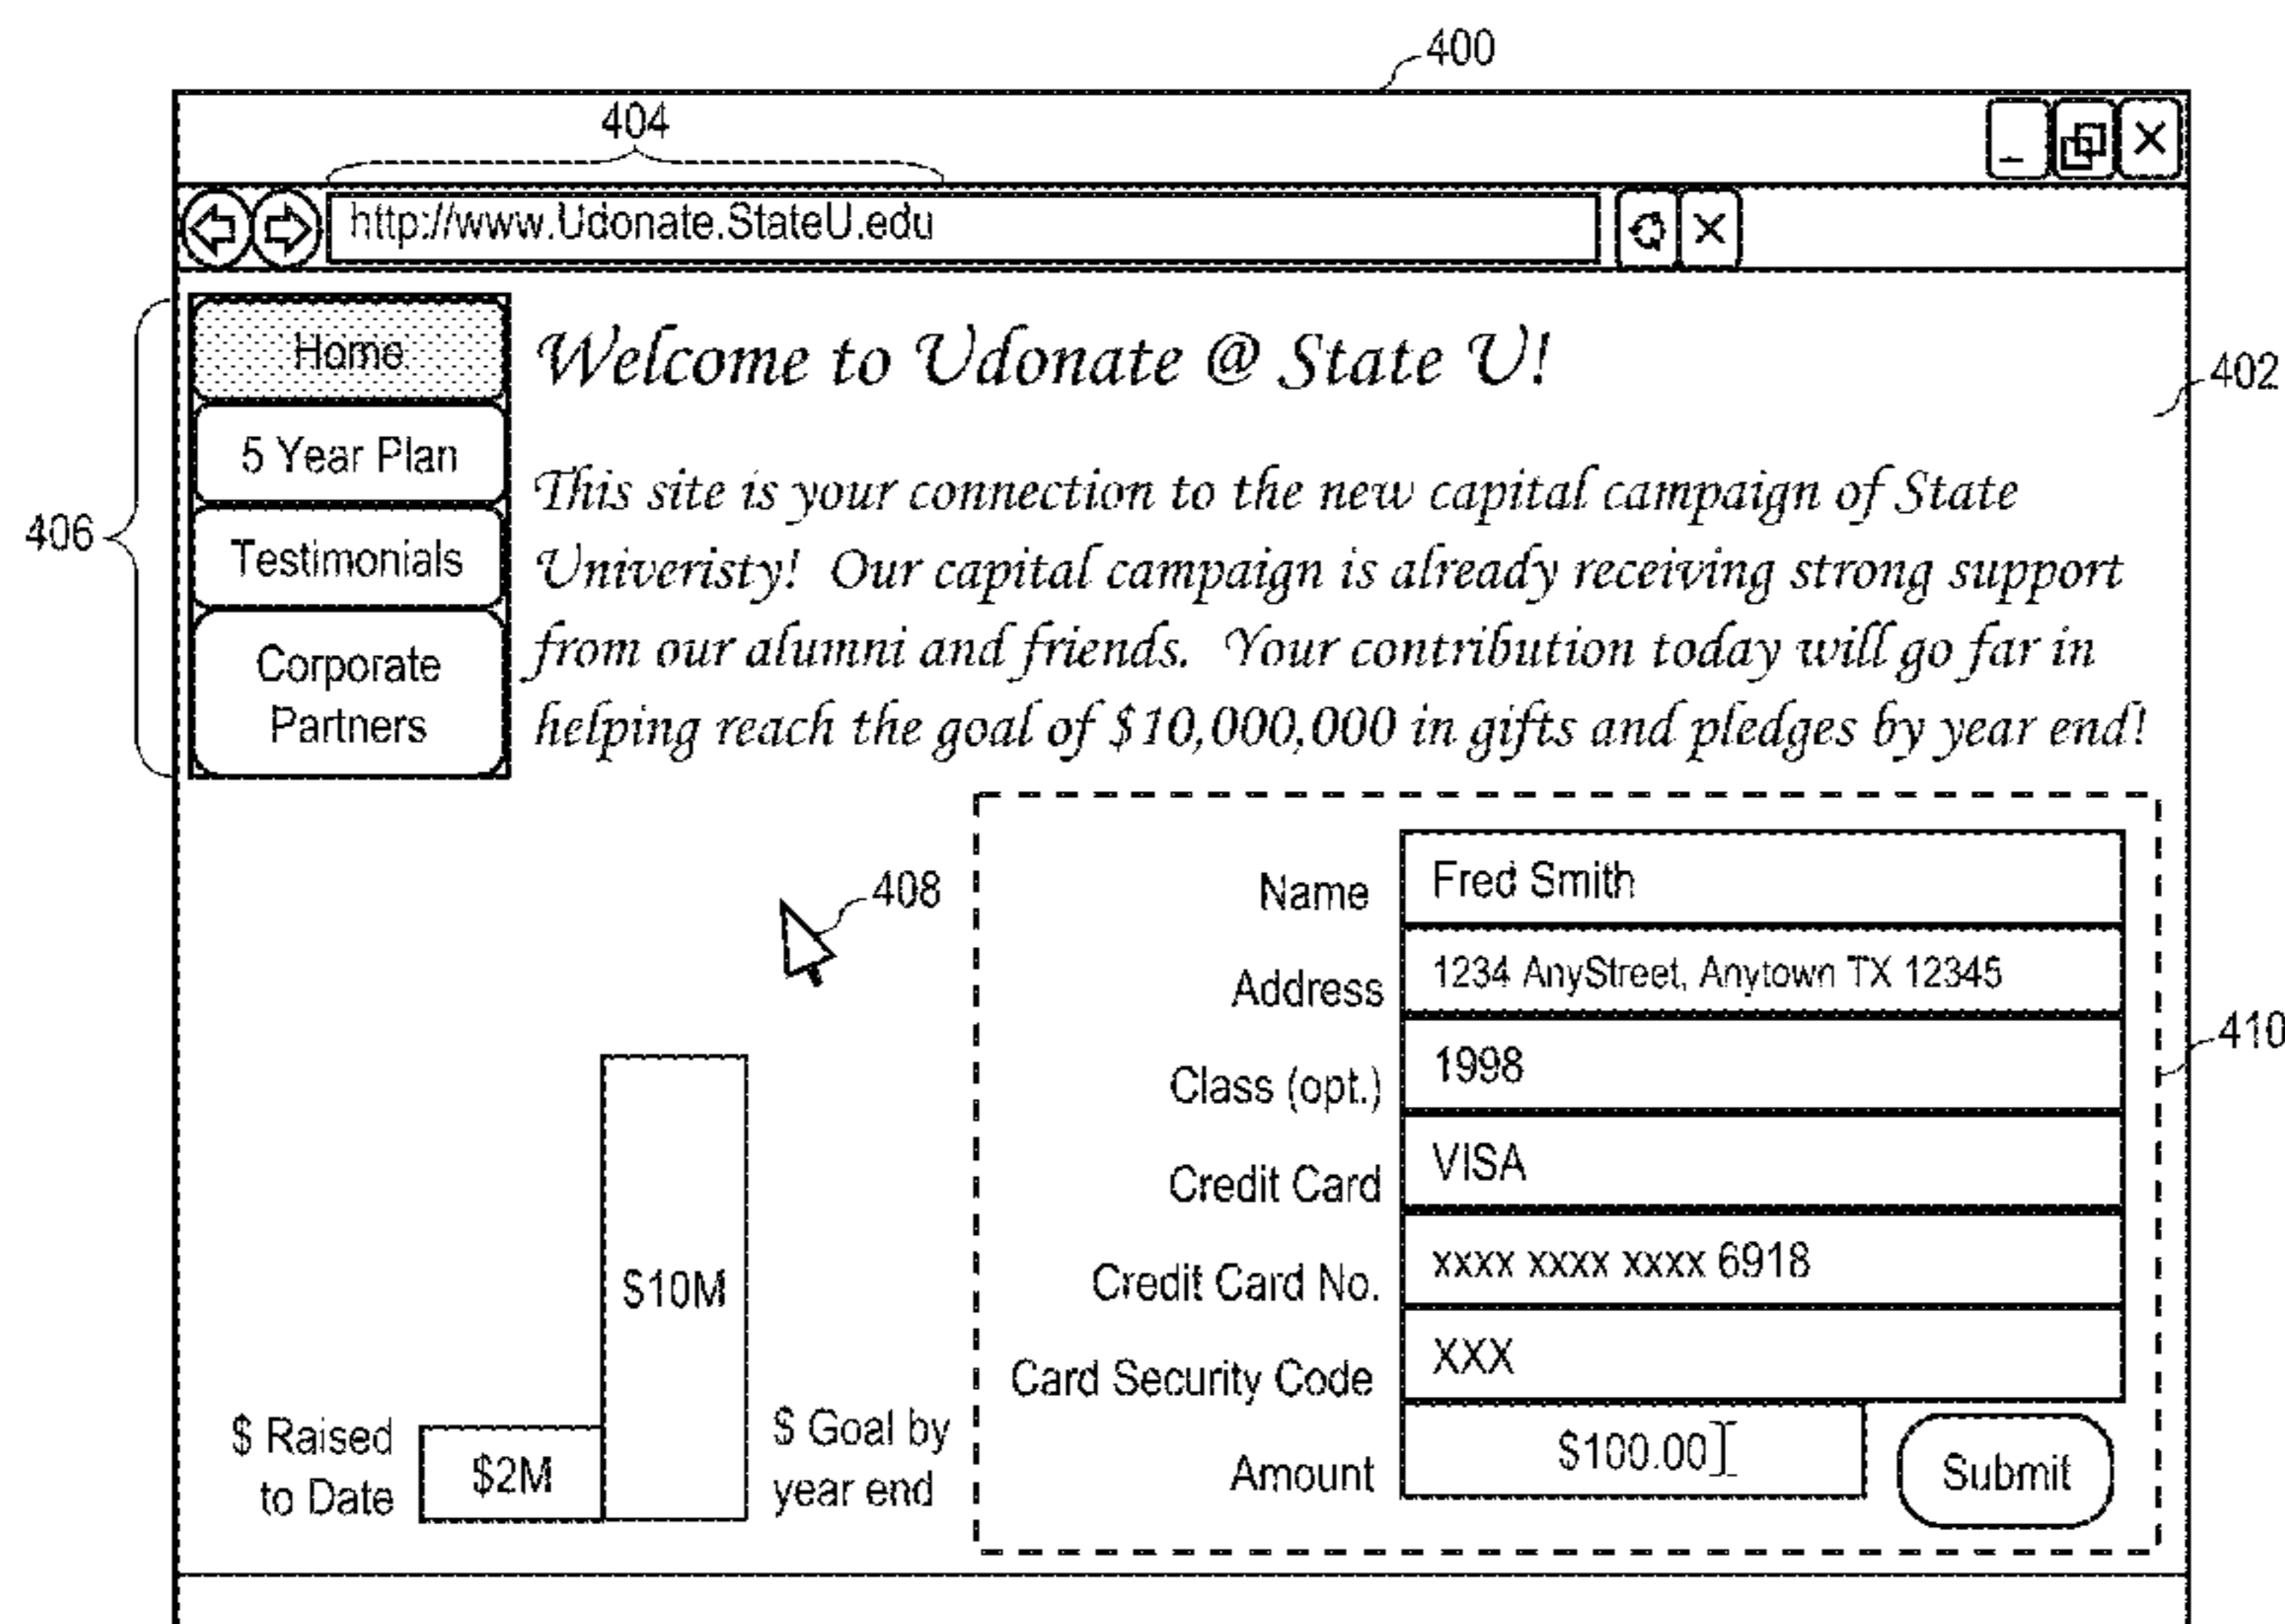 400
404
http://www.Udonate.StateU.edu
Home
5 Year Plan
Testimonials
Corporate
Partners
406
Welcome to Udonate @ State U!
402
This site is your connection to the new capital campaign of State
Univeristy! Our capital campaign is already receiving strong support
from our alumni and friends. Your contribution today will go far in
helping reach the goal of $10,000,000 in gifts and pledges by year end!
408
Name Fred Smith
Address 1234 AnyStreet, Anytown TX 12345
410
Class (opt.) 1998
Credit Card VISA
Credit Card No. xxxx xxxx xxxx 6918
Card Security Code XXX
Amount $100.00 Submit
$10M
$ Raised
to Date
$2M
$ Goal by
year end